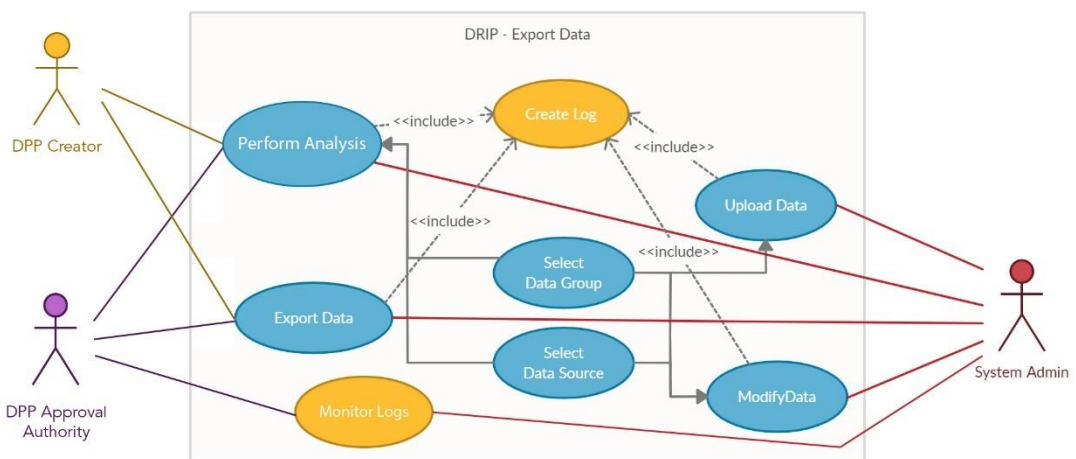 DRIP - Export Data
DPP Creator
Perform Analysis
<<include>>
Create Log
<<include>>
Upload Data
<<include>>
<<include>>
Select
Data Group
Export Data
Select
Data Source
ModifyData
System Admin
DPP Approval
Authority
Monitor Logs